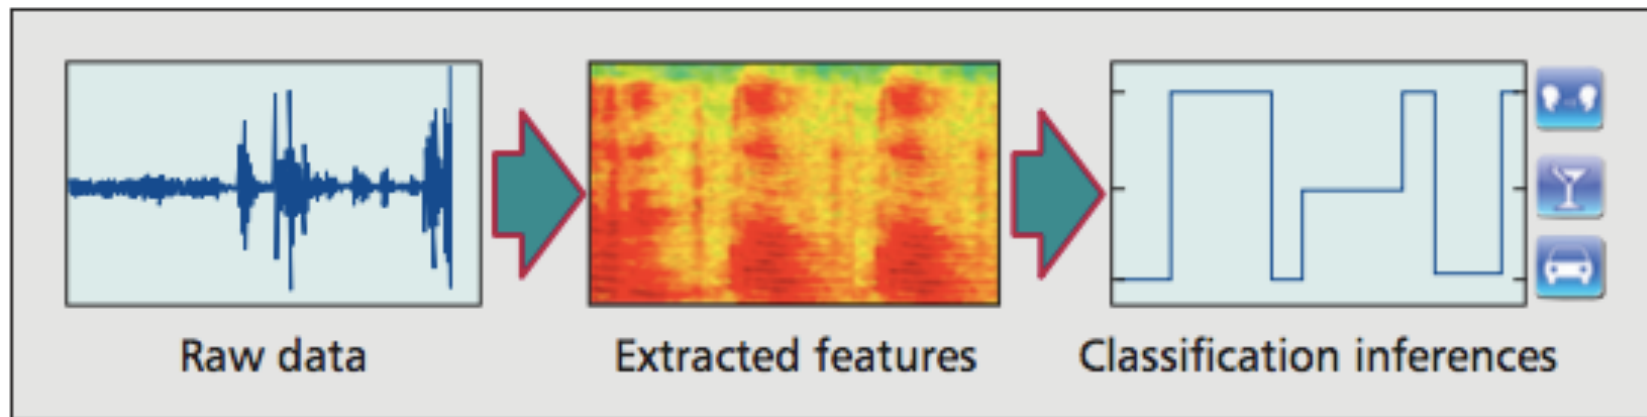 Raw data
Extracted features
Classification inferences